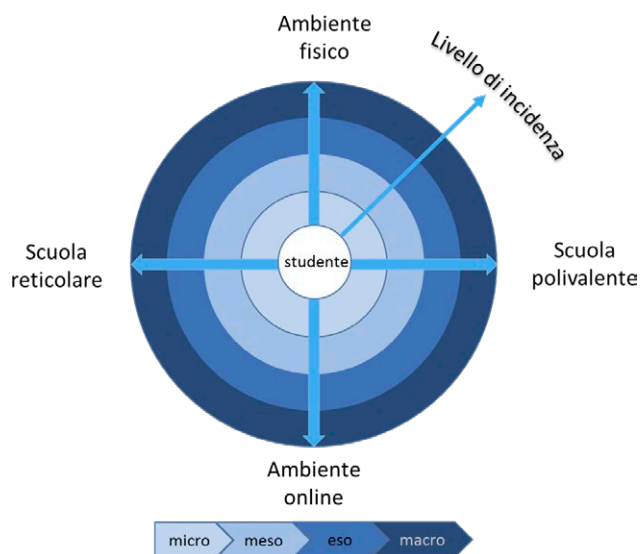 Ambiente
fisico
Livello di incidenza
Scuola
reticolare
studente
Scuola
polivalente
Ambiente
online
micro
meso
eso
macro